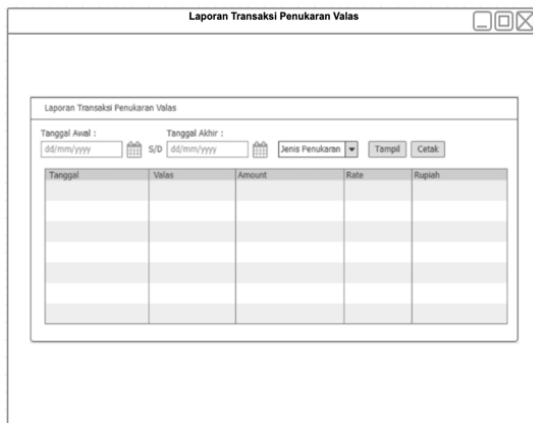 Laporan Transaksi Penukaran Valas
Laporan Transaksi Penukaran Valas
Tanggal Awal : Tanggal Akhir :
dd/mm/yyyy S/D dd/mm/yyyy Jenis Penukaran Tampil Cetak
Tanggal Valas Amount Rate Rupiah